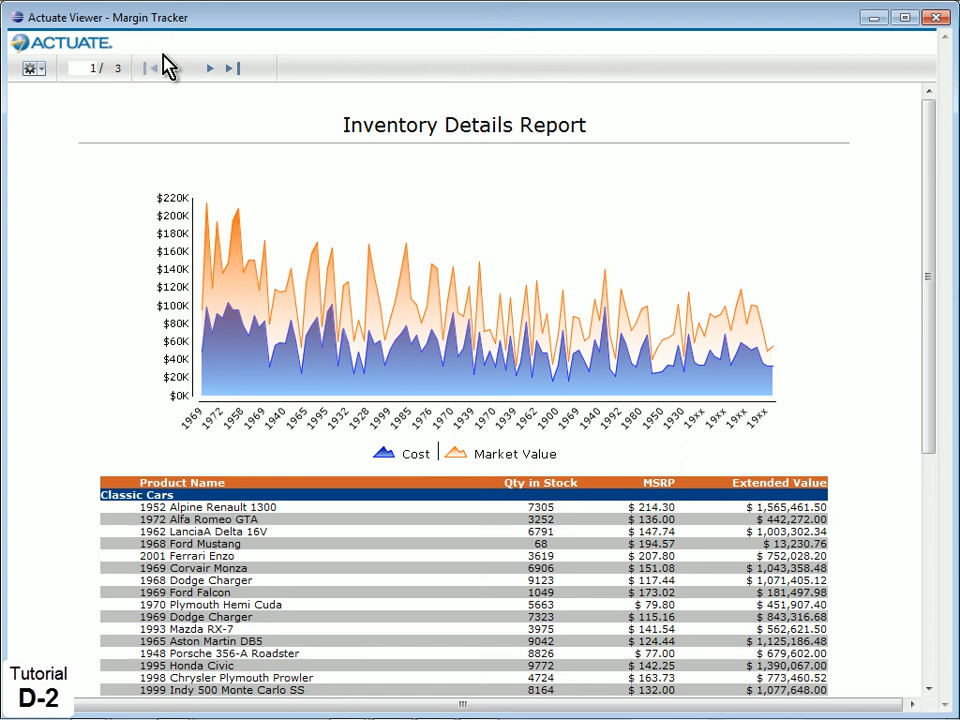 Actuate Viewer - Margin Tracker
ACTUATE.
1 / 3
Inventory Details Report
$220K
$200K
$180K
$160K
$140K
$120K
$100K
$80K
$60K
$40K
$20K
$0K
1969 1972 1958 1969 1940 1965 1995 1932 1928 1999 1985 1976 1970 1970 1939 1962 1900 1969 1940 1962 1980 1950 1930 19xx 19xx 19xx 19xx
Cost | Market Value
Product Name Qty in Stock MSRP Extended Value
Classic Cars
1952 Alpine Renault 1300 7305 $ 214.30 $ 1,565,461.50
1972 Alfa Romeo GTA 3252 $ 136.00 $ 442,272.00
1962 LanciaA Delta 16V 6791 $ 147.74 $ 1,003,302.34
1968 Ford Mustang 68 $ 194.57 $ 13,230.76
2001 Ferrari Enzo 3619 $ 207.80 $ 752,028.20
1969 Corvair Monza 6906 $ 151.08 $ 1,043,358.48
1968 Dodge Charger 9123 $ 117.44 $ 1,071,405.12
1969 Ford Falcon 1049 $ 173.02 $ 181,497.98
1970 Plymouth Hemi Cuda 5663 $ 79.80 $ 451,907.40
1969 Dodge Charger 7323 $ 115.16 $ 843,316.68
1993 Mazda RX-7 3975 $ 141.54 $ 562,621.50
1965 Aston Martin DB5 9042 $ 124.44 $ 1,125,186.48
1948 Porsche 356-A Roadster 8826 $ 77.00 $ 679,602.00
1995 Honda Civic 9772 $ 142.25 $ 1,390,067.00
1998 Chrysler Plymouth Prowler 4724 $ 163.73 $ 773,460.52
1999 Indy 500 Monte Carlo SS 8164 $ 132.00 $ 1,077,648.00
Tutorial
D-2